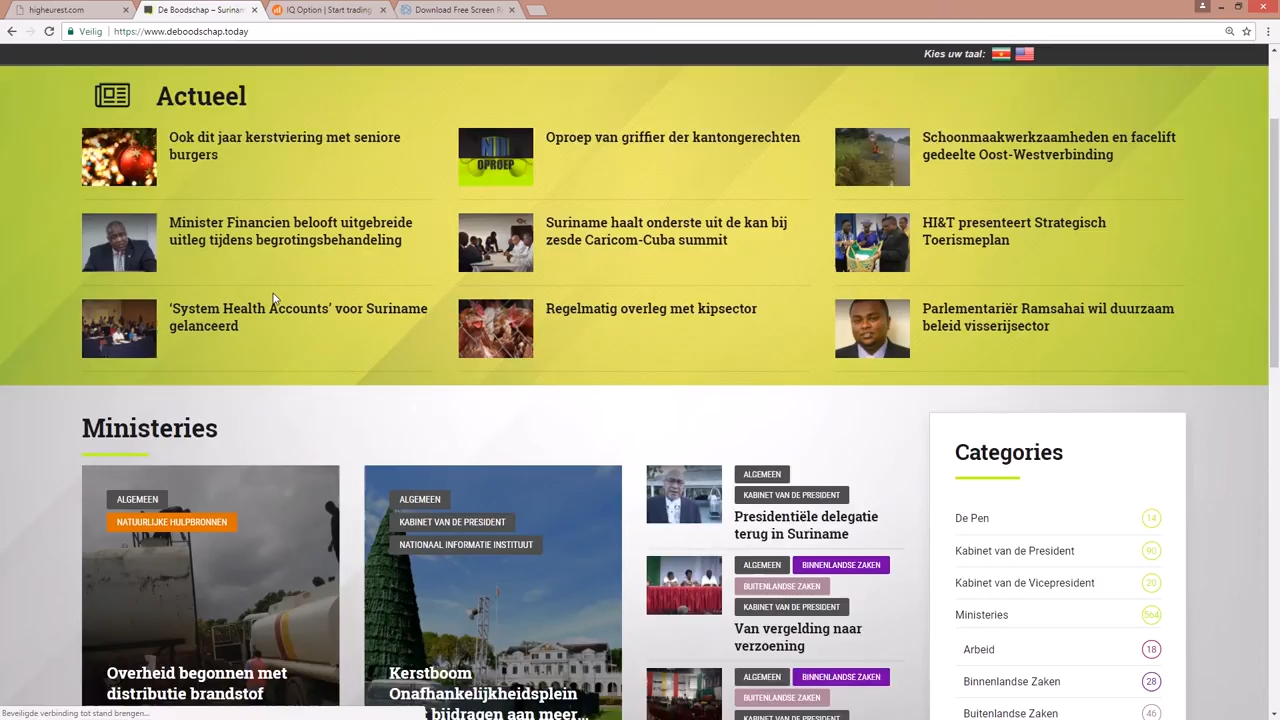 higheurest.com
De Boodschap – Surinam
IQ Option | Start trading
Download Free Screen R
Veilig
https://www.deboodschap.today
Kies uw taal:
Actueel
Ook dit jaar kerstviering met seniore
burgers
Oproep van griffier der kantongerechten
OPROEP
Schoonmaakwerkzaamheden en facelift
gedeelte Oost-Westverbinding
Minister Financien belooft uitgebreide
uitleg tijdens begrotingsbehandeling
Suriname haalt onderste uit de kan bij
zesde Caricom-Cuba summit
HI&T presenteert Strategisch
Toerismeplan
‘System Health Accounts’ voor Suriname
gelanceerd
Regelmatig overleg met kipsector
Parlementariër Ramsahai wil duurzaam
beleid visserijsector
Ministeries
ALGEMEEN
NATUURLIJKE HULPBRONNEN
Overheid begonnen met
distributie brandstof
ALGEMEEN
KABINET VAN DE PRESIDENT
NATIONAAL INFORMATIE INSTITUUT
Kerstboom
Onafhankelijkheidsplein
bijdragen aan meer...
ALGEMEEN
KABINET VAN DE PRESIDENT
Presidentiële delegatie
terug in Suriname
ALGEMEEN
BINNENLANDSE ZAKEN
BUITENLANDSE ZAKEN
KABINET VAN DE PRESIDENT
Van vergelding naar
verzoening
ALGEMEEN
BINNENLANDSE ZAKEN
BUITENLANDSE ZAKEN
KABINET VAN DE PRESIDENT
Categories
De Pen 14
Kabinet van de President 90
Kabinet van de Vicepresident 20
Ministeries 564
Arbeid 18
Binnenlandse Zaken 28
Buitenlandse Zaken 46
Beveiligde verbinding tot stand brengen...